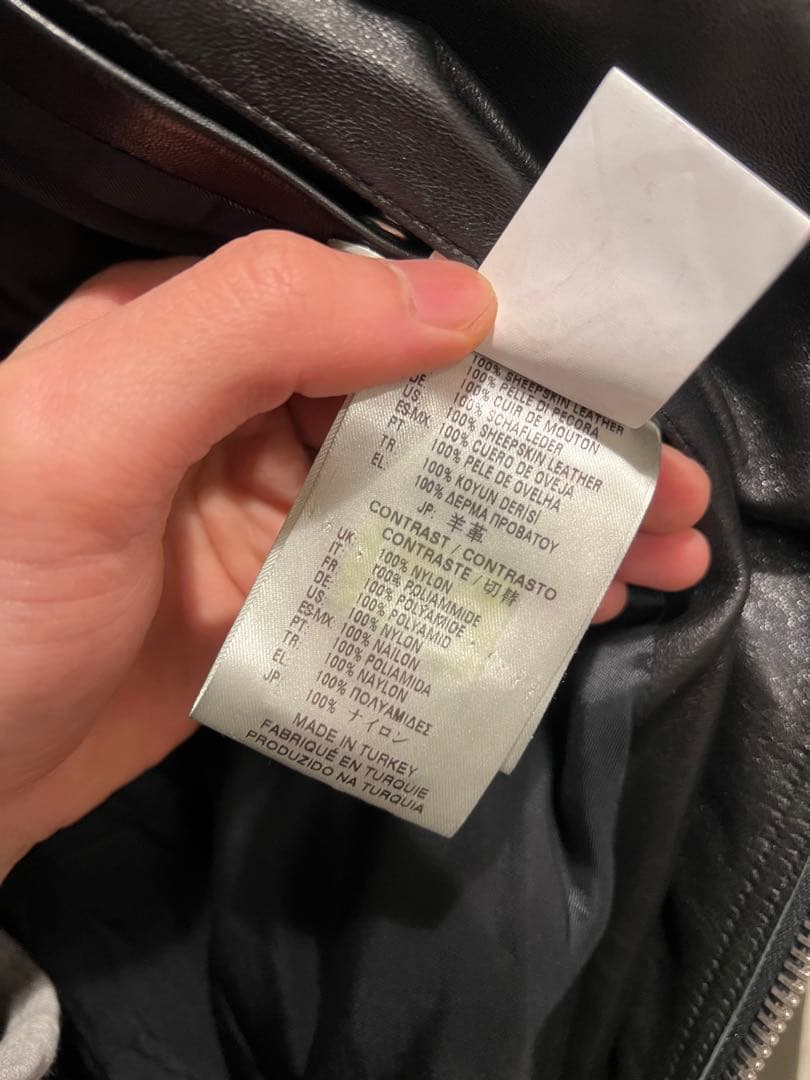 100% SHEEPSKIN LEATHER
100% PELLE DI PECORA
100% CUIR DE MOUTON
DE: 100% SCHAFLEDER
US: 100% SHEEPSKIN LEATHER
ES-MX: 100% CUERO DE OVEJA
PT: 100% PELE DE OVELHA
TR: 100% KOYUN DERİSİ
EL: 100% ΔΕΡΜΑ ΠΡΟΒΑΤΟΥ
JP: 羊革
CONTRAST / CONTRASTO
CONTRASTE / 切替
UK: 100% NYLON
IT: 100% POLIAMMIDE
FR: 100% POLYAMIDE
DE: 100% POLYAMID
US: 100% NYLON
ES-MX: 100% NAILON
PT: 100% POLIAMIDA
TR: 100% NAYLON
EL: 100% ΠΟΛΥΑΜΙΔΕΣ
JP: 100% ナイロン
MADE IN TURKEY
FABRIQUÉ EN TURQUIE
PRODUZIDO NA TURQUIA